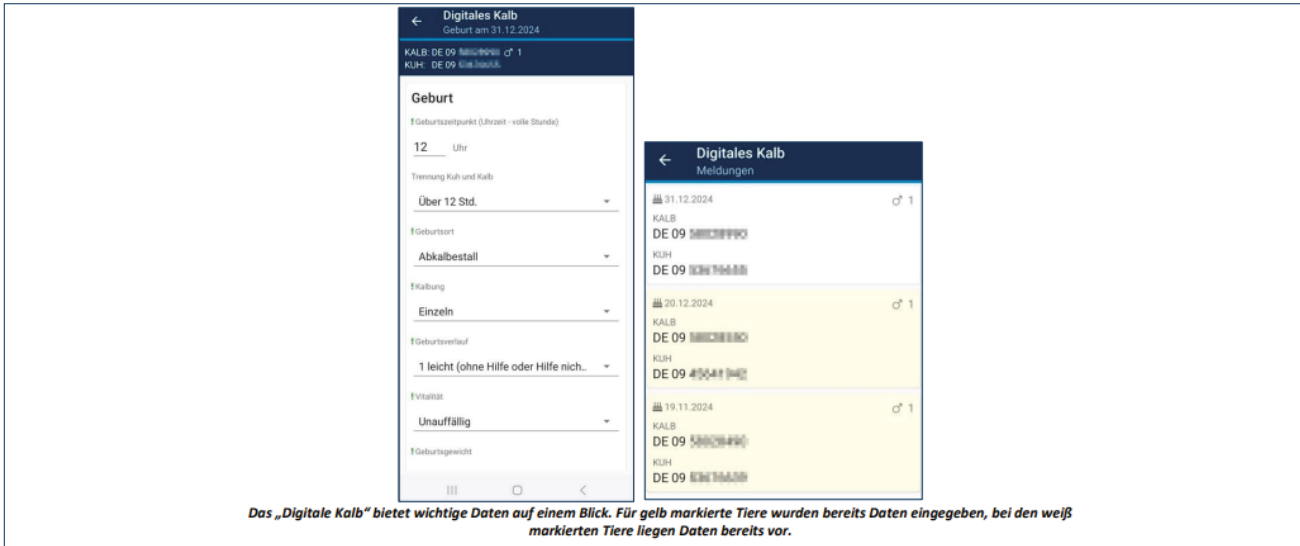 Digitales Kalb
Geburt am 31.12.2024
KALB: DE 09 ♂ 1
KUH: DE 09
Geburt
! Geburtszeitpunkt (Uhrzeit - volle Stunde)
12 Uhr
Trennung Kuh und Kalb
Über 12 Std.
! Geburtsort
Abkalbestall
! Kalbung
Einzeln
! Geburtsverlauf
1 leicht (ohne Hilfe oder Hilfe nich..
! Vitalität
Unauffällig
! Geburtsgewicht
Digitales Kalb
Meldungen
31.12.2024 ♂ 1
KALB
DE 09
KUH
DE 09
20.12.2024 ♂ 1
KALB
DE 09
KUH
DE 09
19.11.2024 ♂ 1
KALB
DE 09
KUH
DE 09
Das „Digitale Kalb“ bietet wichtige Daten auf einem Blick. Für gelb markierte Tiere wurden bereits Daten eingegeben, bei den weiß
markierten Tiere liegen Daten bereits vor.